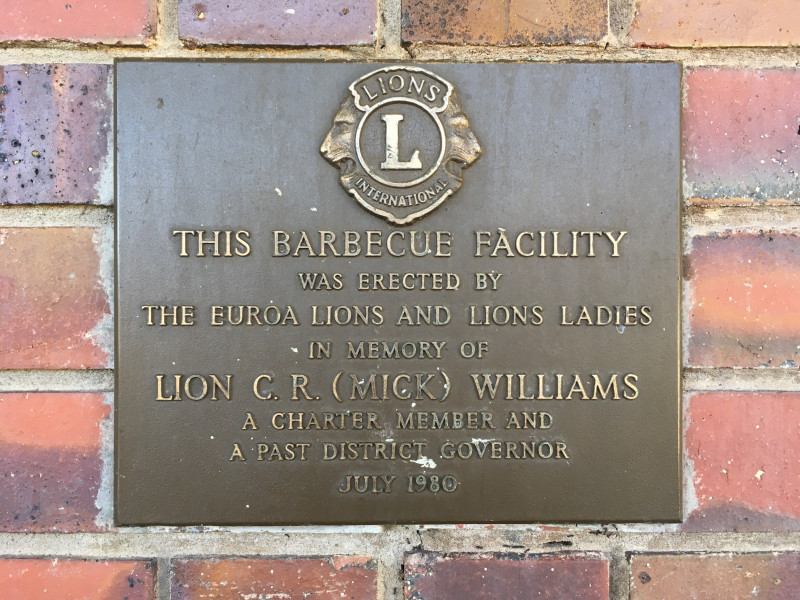 LIONS
L
INTERNATIONAL
THIS BARBECUE FACILITY
WAS ERECTED BY
THE EUROA LIONS AND LIONS LADIES
IN MEMORY OF
LION C. R. (MICK) WILLIAMS
A CHARTER MEMBER AND
A PAST DISTRICT GOVERNOR
JULY 1980